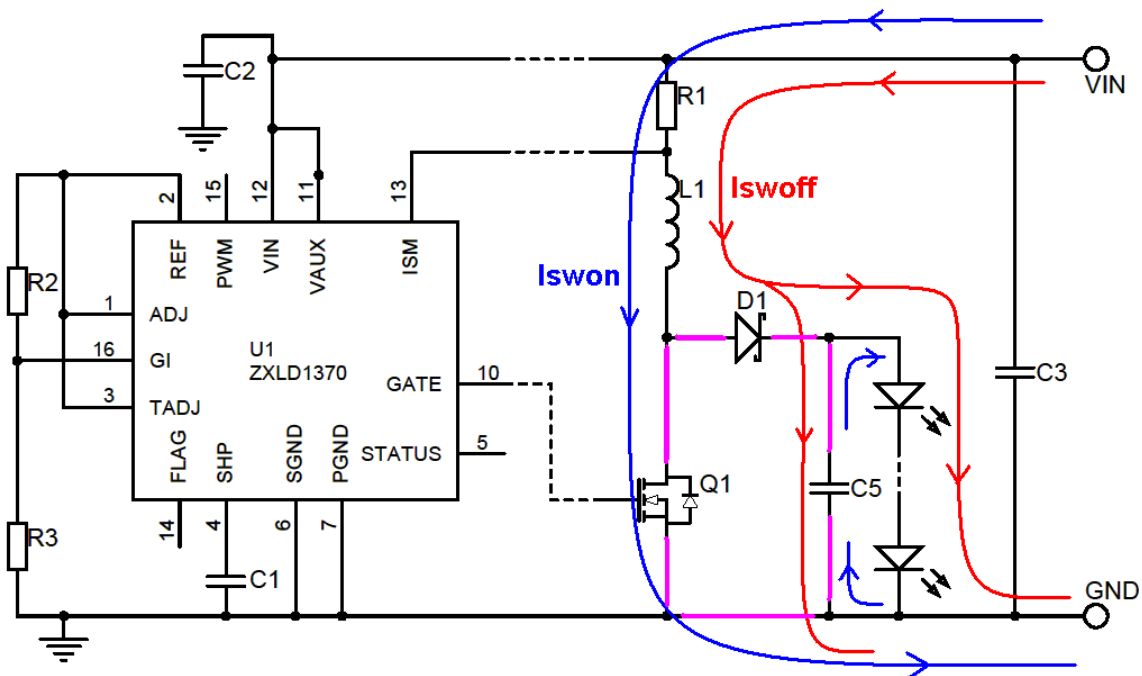 C2
R1
VIN
2
15
12
11
13
L1
Iswoff
REF
PWM
VIN
VAUX
ISM
Iswon
R2
1
ADJ
D1
16
GI
U1
ZXLD1370
GATE
10
C3
3
TADJ
FLAG
SHP
SGND
PGND
STATUS
5
Q1
C5
R3
14
4
6
7
C1
GND